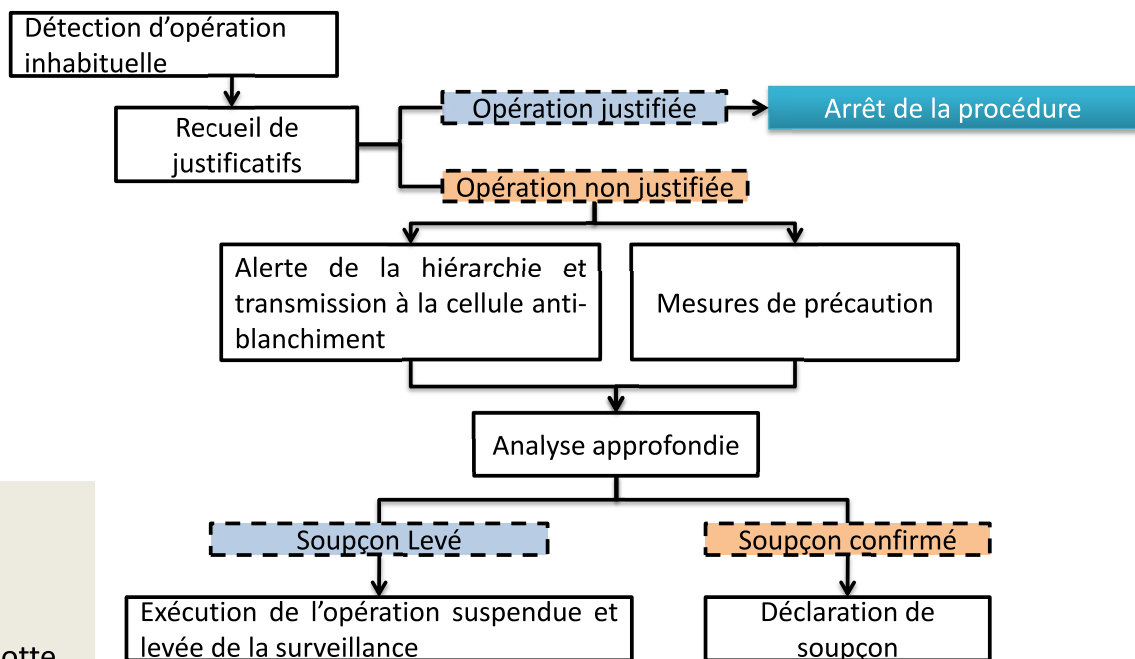 Détection d’opération
inhabituelle
Recueil de
justificatifs
Opération justifiée
Arrêt de la procédure
Opération non justifiée
Alerte de la hiérarchie et
transmission à la cellule anti-
blanchiment
Mesures de précaution
Analyse approfondie
Soupçon Levé
Soupçon confirmé
Exécution de l’opération suspendue et
levée de la surveillance
Déclaration de
soupçon